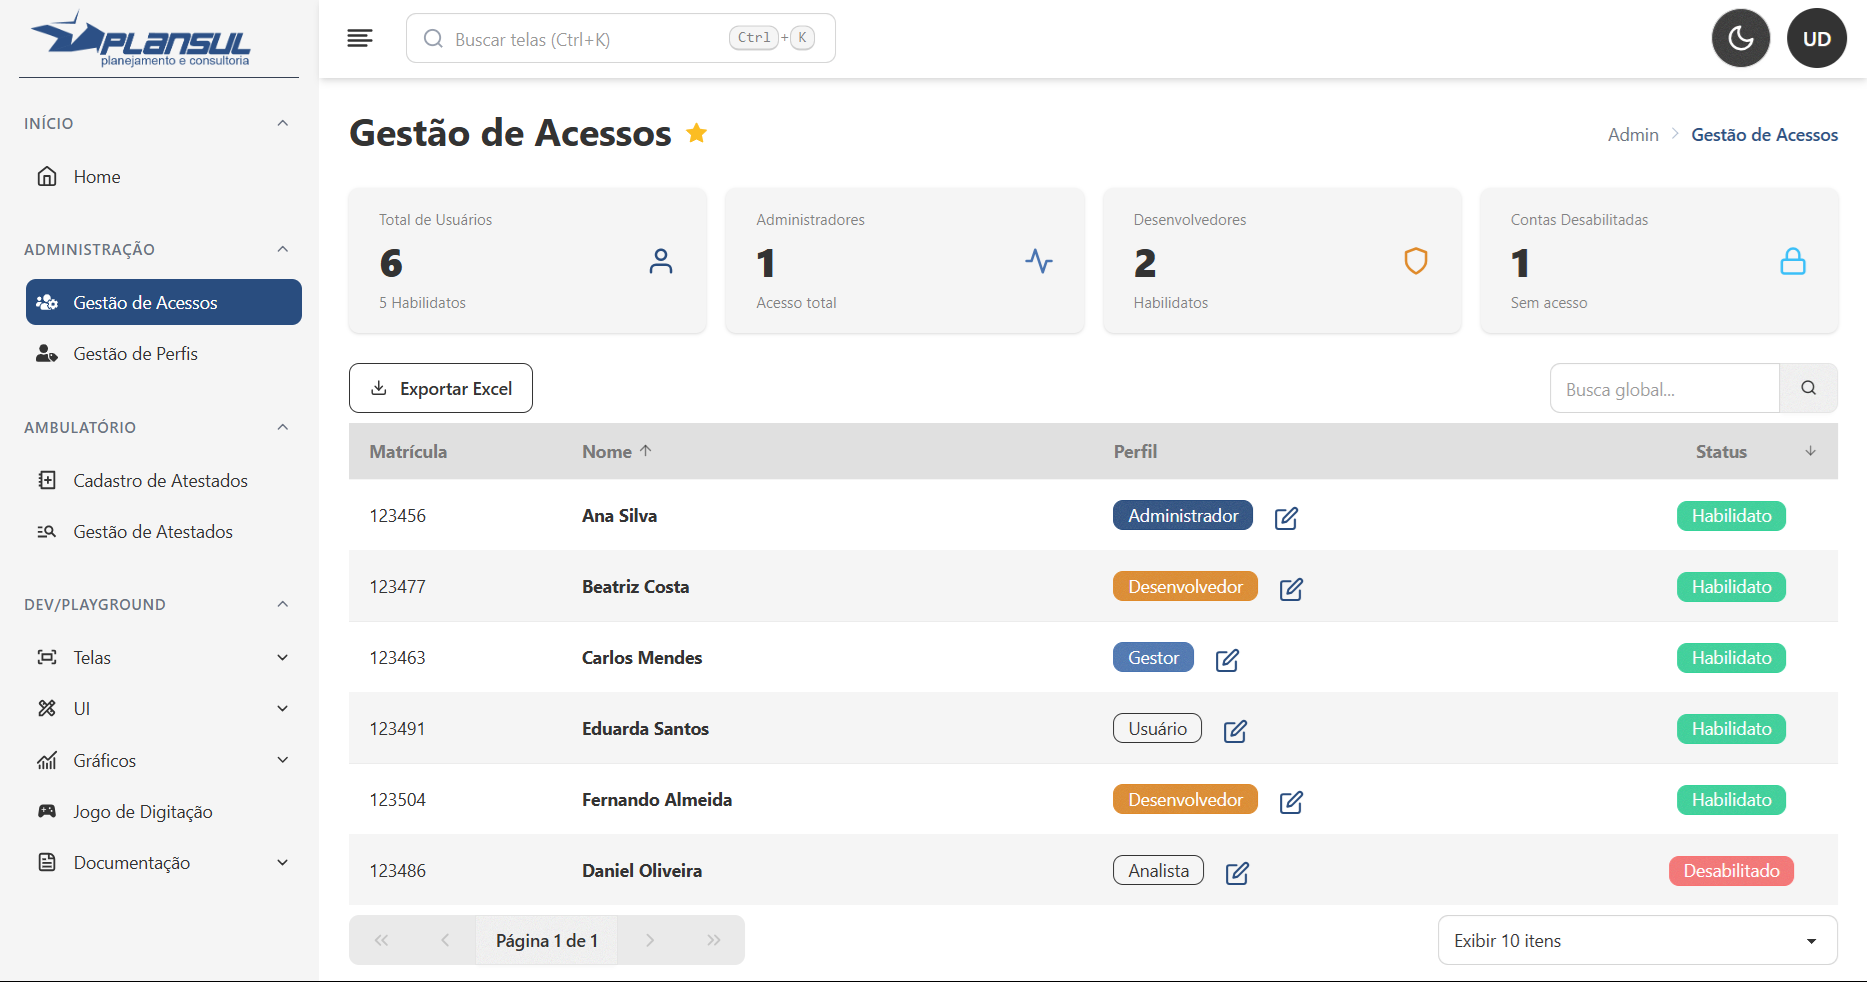 PLANSUL
planejamento e consultoria
Buscar telas (Ctrl+K)
Ctrl + K
UD
INÍCIO
Home
ADMINISTRAÇÃO
Gestão de Acessos
Gestão de Perfis
AMBULATÓRIO
Cadastro de Atestados
Gestão de Atestados
DEV/PLAYGROUND
Telas
UI
Gráficos
Jogo de Digitação
Documentação
Gestão de Acessos
Admin > Gestão de Acessos
Total de Usuários
6
5 Habilidatos
Administradores
1
Acesso total
Desenvolvedores
2
Habilidatos
Contas Desabilitadas
1
Sem acesso
Exportar Excel
Busca global...
Matrícula Nome ↑ Perfil Status ↓
123456 Ana Silva Administrador Habilidato
123477 Beatriz Costa Desenvolvedor Habilidato
123463 Carlos Mendes Gestor Habilidato
123491 Eduarda Santos Usuário Habilidato
123504 Fernando Almeida Desenvolvedor Habilidato
123486 Daniel Oliveira Analista Desabilitado
« ‹ Página 1 de 1 › »
Exibir 10 itens